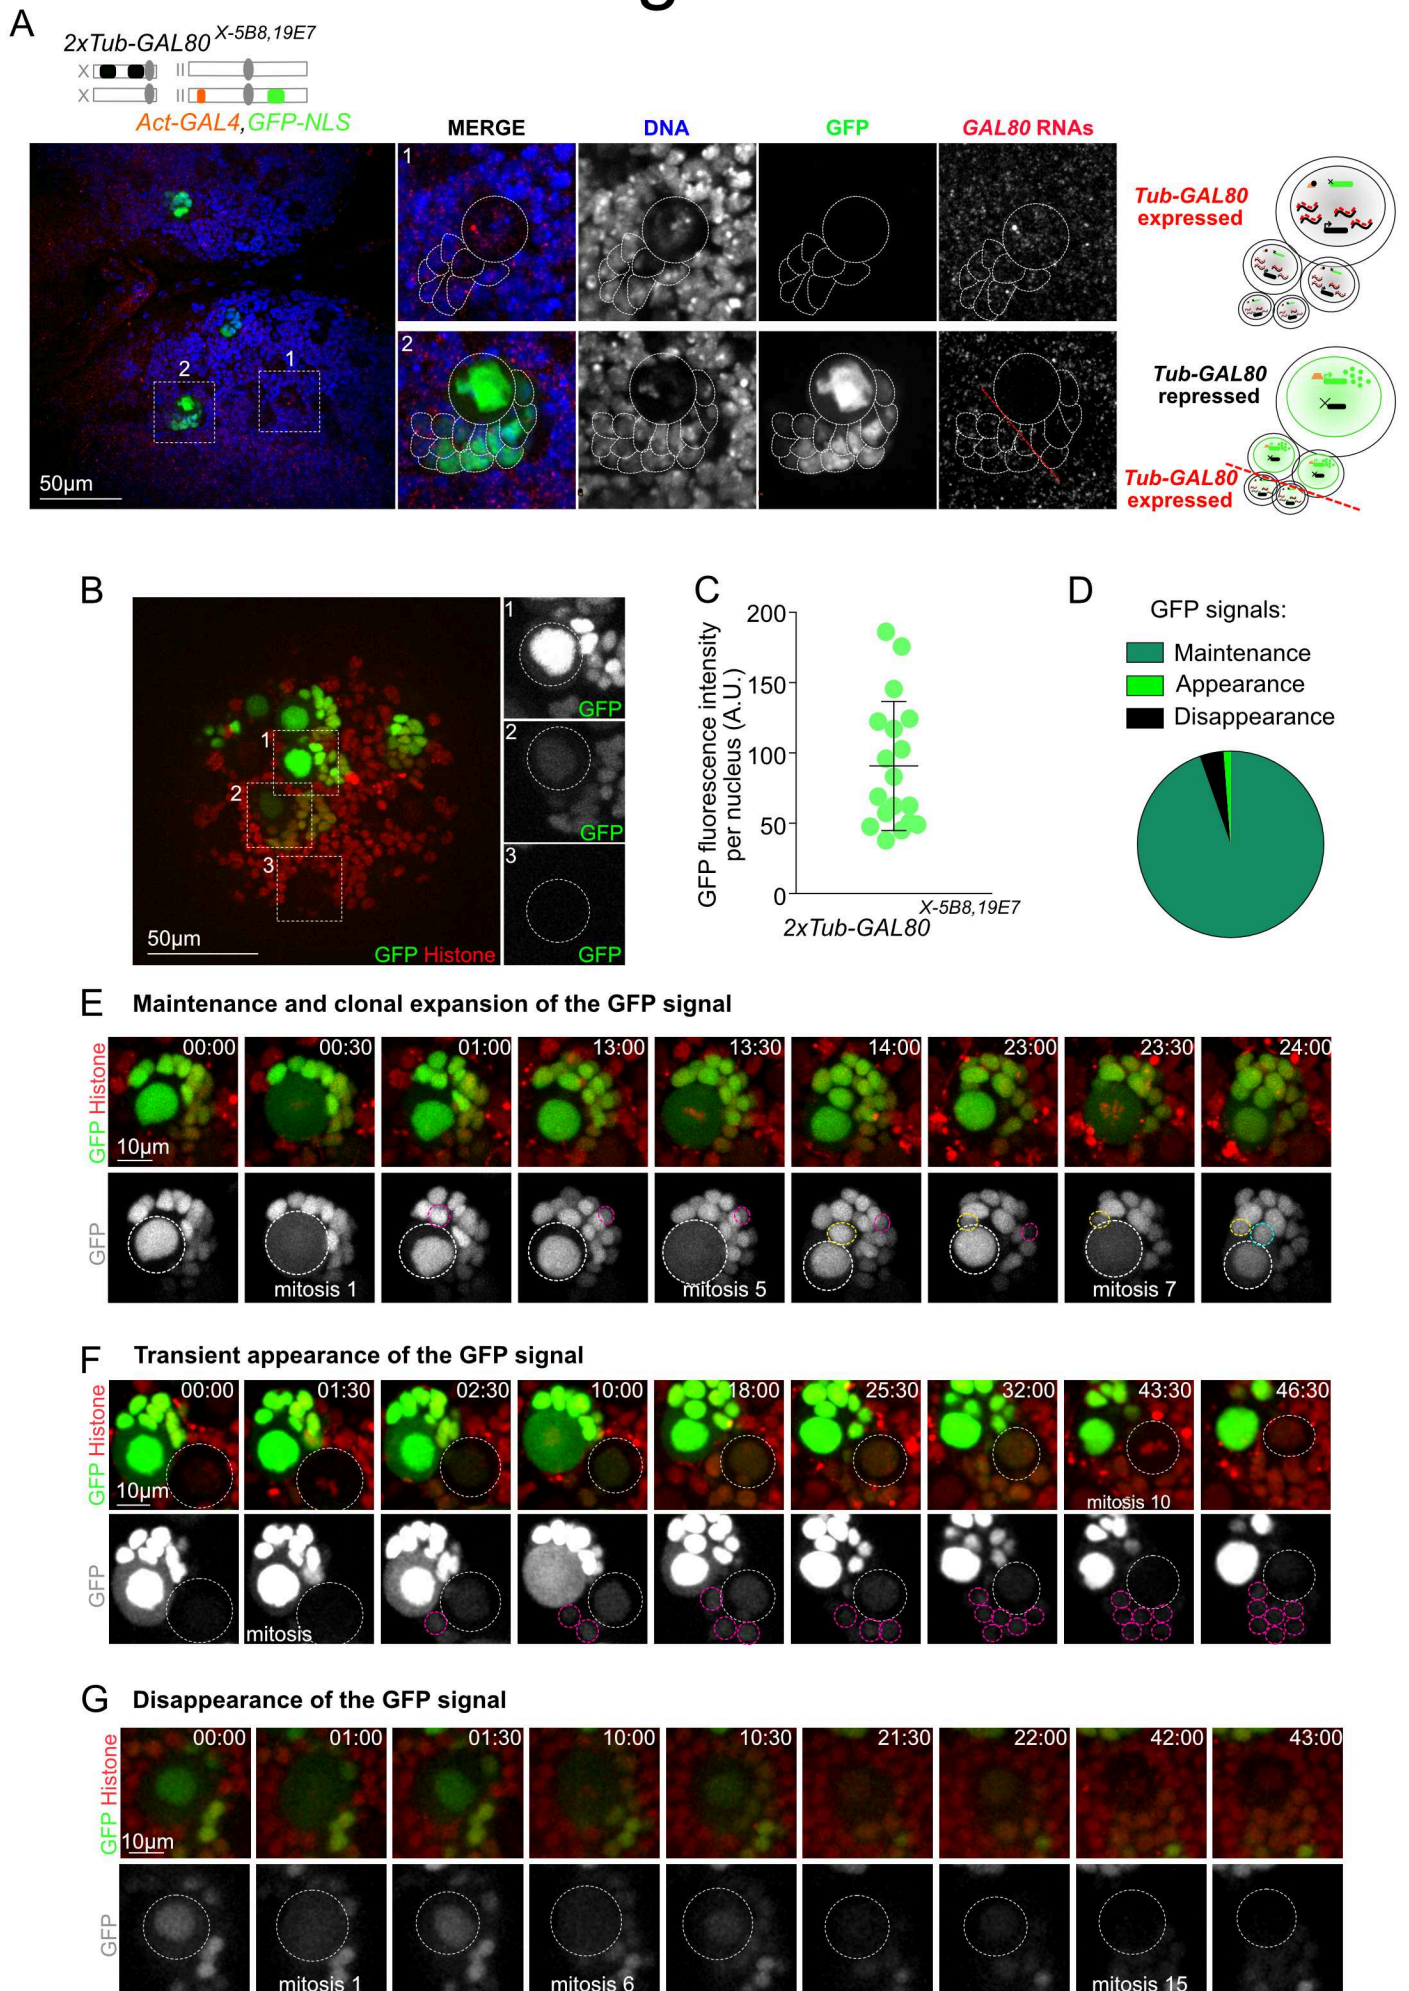 A
2xTub-GAL80 X-5B8,19E7
X II
X II
Act-GAL4,GFP-NLS
MERGE DNA GFP GAL80 RNAs
1
2
1
2
50µm
Tub-GAL80
expressed
Tub-GAL80
repressed
Tub-GAL80
expressed
B
1
2
3
50µm
GFP Histone
1
GFP
2
GFP
3
GFP
C
GFP fluorescence intensity
per nucleus (A.U.)
200
150
100
50
0
2xTub-GAL80 X-5B8,19E7
D
GFP signals:
Maintenance
Appearance
Disappearance
E Maintenance and clonal expansion of the GFP signal
GFP Histone
00:00 00:30 01:00 13:00 13:30 14:00 23:00 23:30 24:00
10µm
GFP
mitosis 1 mitosis 5 mitosis 7
F Transient appearance of the GFP signal
GFP Histone
00:00 01:30 02:30 10:00 18:00 25:30 32:00 43:30 46:30
10µm
mitosis 10
GFP
mitosis
G Disappearance of the GFP signal
GFP Histone
00:00 01:00 01:30 10:00 10:30 21:30 22:00 42:00 43:00
10µm
GFP
mitosis 1 mitosis 6 mitosis 15